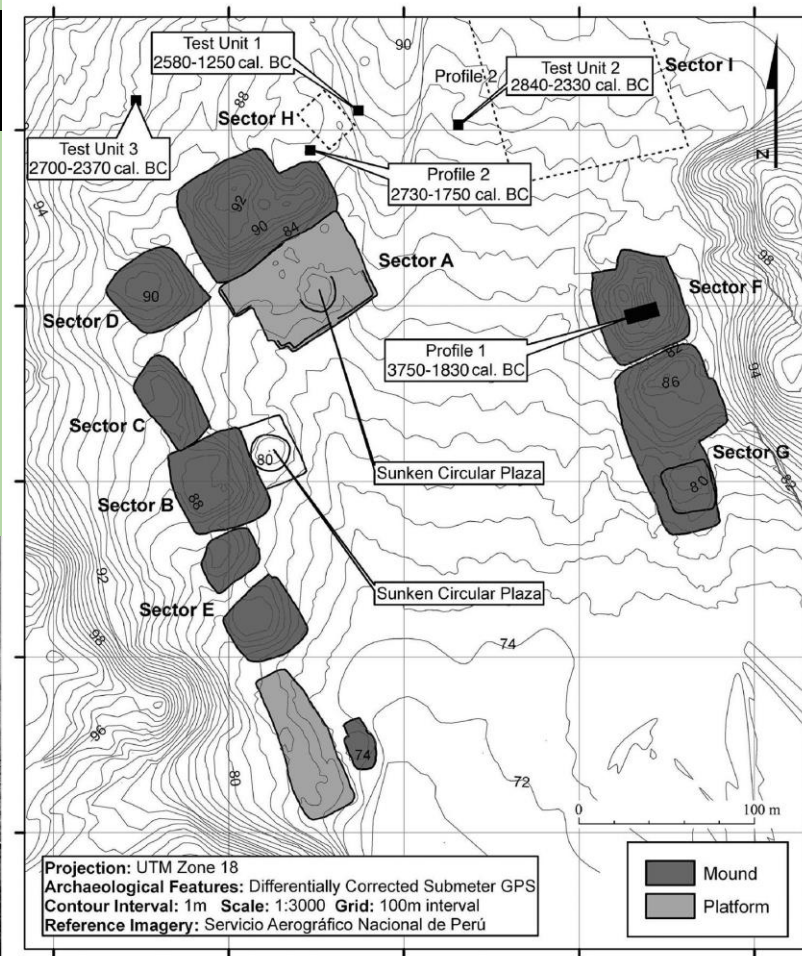 90
Test Unit 1
2580-1250 cal. BC
Profile 2
Test Unit 2
2840-2330 cal. BC
Sector I
88
Sector H
Test Unit 3
2700-2370 cal. BC
Profile 2
2730-1750 cal. BC
N
94
92
90
84
Sector A
98
90
Sector D
Sector F
Profile 1
3750-1830 cal. BC
82
94
86
Sector C
80
Sunken Circular Plaza
Sector G
80
82
88
Sector B
92
Sunken Circular Plaza
Sector E
98
74
96
74
80
72
0
100 m
Projection: UTM Zone 18
Archaeological Features: Differentially Corrected Submeter GPS
Contour Interval: 1m Scale: 1:3000 Grid: 100m interval
Reference Imagery: Servicio Aerográfico Nacional de Perú
Mound
Platform